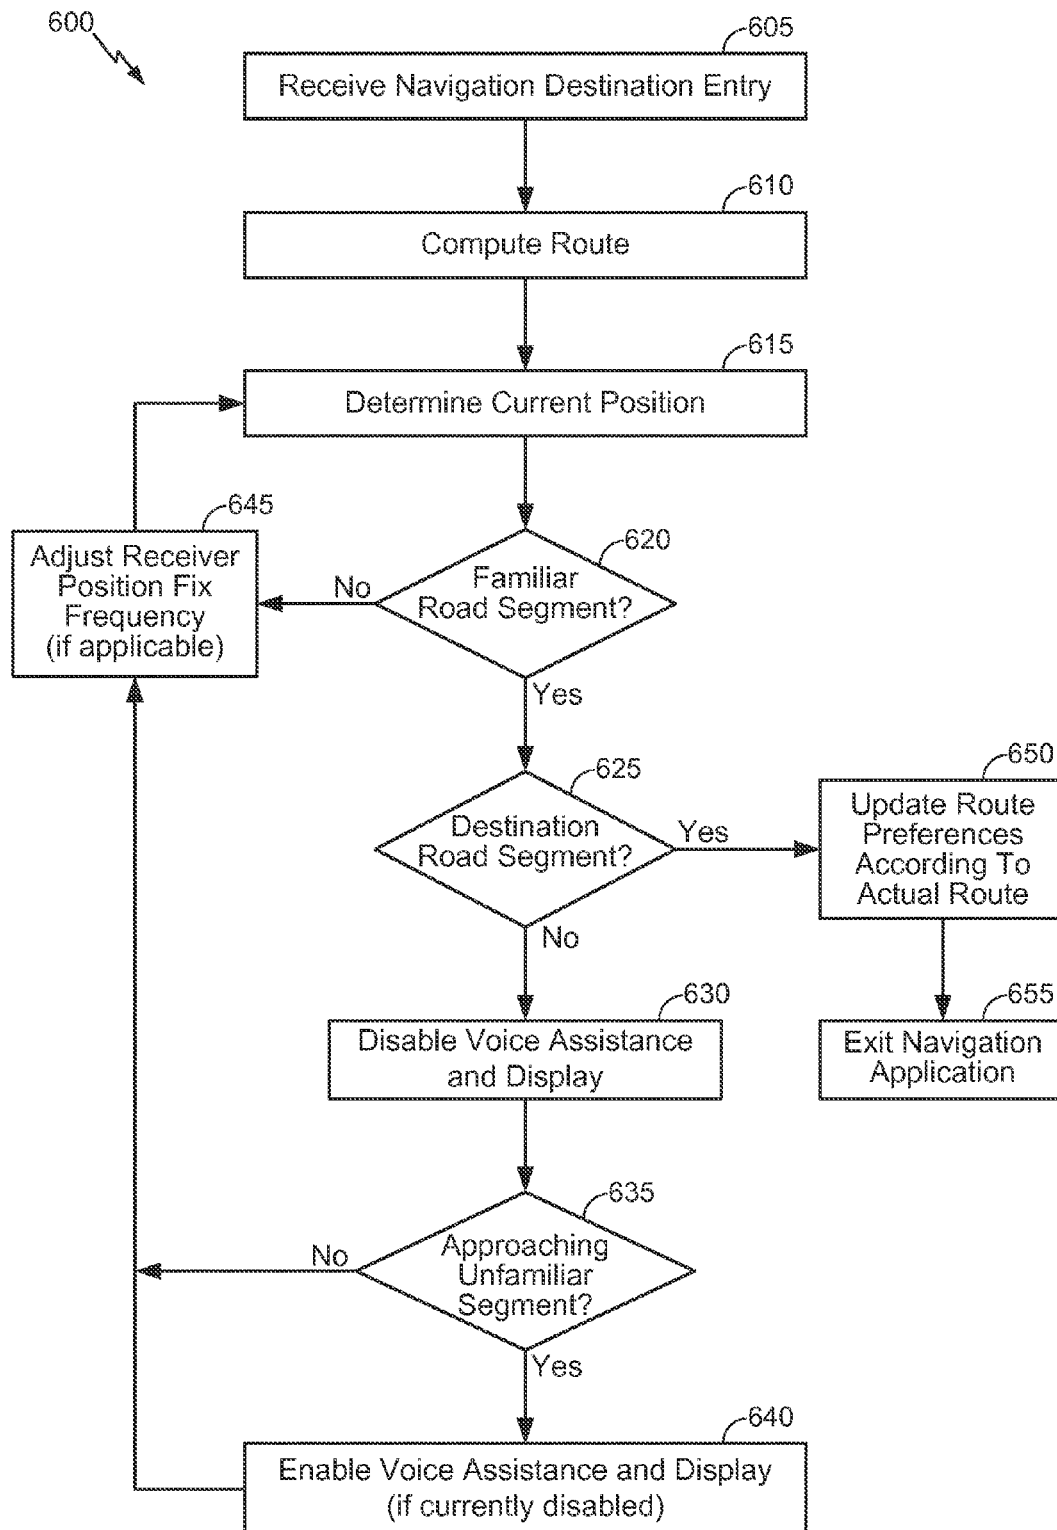 600
605
Receive Navigation Destination Entry
610
Compute Route
615
Determine Current Position
645
Adjust Receiver
Position Fix
Frequency
(if applicable)
No
620
Familiar
Road Segment?
Yes
625
Destination
Road Segment?
Yes
650
Update Route
Preferences
According To
Actual Route
No
630
Disable Voice Assistance
and Display
655
Exit Navigation
Application
635
No
Approaching
Unfamiliar
Segment?
Yes
640
Enable Voice Assistance and Display
(if currently disabled)